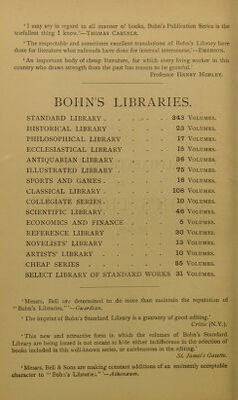 'I may say in regard to all manner of books, Bohn's Publication Series is the
usefullest thing I know.'—THOMAS CARLYLE.
'The respectable and sometimes excellent translations of Bohn's Library have
done for literature what railroads have done for internal intercourse.'—EMERSON.
'An important body of cheap literature, for which every living worker in this
country who draws strength from the past has reason to be grateful.'
Professor HENRY MORLEY.
BOHN'S LIBRARIES.
STANDARD LIBRARY . . . . . 343 VOLUMES.
HISTORICAL LIBRARY . . . . 23 VOLUMES.
PHILOSOPHICAL LIBRARY . . . 17 VOLUMES.
ECCLESIASTICAL LIBRARY . . . 15 VOLUMES.
ANTIQUARIAN LIBRARY . . . . 36 VOLUMES.
ILLUSTRATED LIBRARY . . . . 75 VOLUMES.
SPORTS AND GAMES . . . . . 16 VOLUMES.
CLASSICAL LIBRARY . . . . . 108 VOLUMES.
COLLEGIATE SERIES . . . . . 10 VOLUMES.
SCIENTIFIC LIBRARY . . . . . 46 VOLUMES.
ECONOMICS AND FINANCE . . . 5 VOLUMES.
REFERENCE LIBRARY . . . . 30 VOLUMES.
NOVELISTS' LIBRARY . . . . 13 VOLUMES.
ARTISTS' LIBRARY . . . . . 10 VOLUMES.
CHEAP SERIES . . . . . . 55 VOLUMES.
SELECT LIBRARY OF STANDARD WORKS 31 VOLUMES.
'Messrs. Bell are determined to do more than maintain the reputation of
"Bohn's Libraries."'—Guardian.
'The imprint of Bohn's Standard Library is a guaranty of good editing.'
Critic (N.Y.).
'This new and attractive form in which the volumes of Bohn's Standard
Library are being issued is not meant to hide either indifference in the selection of
books included in this well-known series, or carelessness in the editing.'
St. James's Gazette.
'Messrs. Bell & Sons are making constant additions of an eminently acceptable
character to "Bohn's Libraries."'—Athenæum.